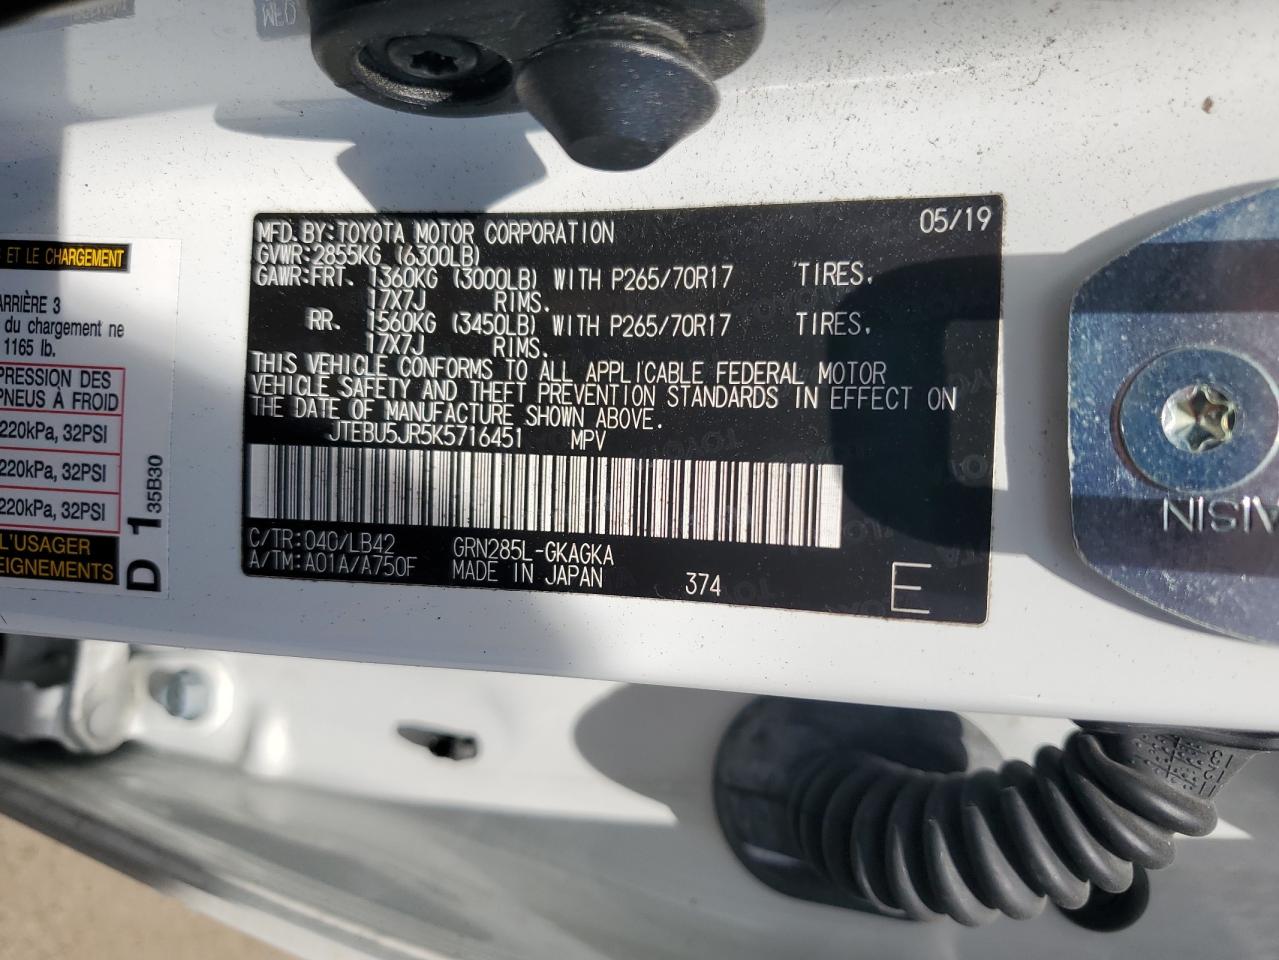 MFD.BY:TOYOTA MOTOR CORPORATION 05/19
GVWR:2855KG (6300LB)
GAWR:FRT. 1360KG (3000LB) WITH P265/70R17 TIRES,
17X7J RIMS.
RR. 1560KG (3450LB) WITH P265/70R17 TIRES,
17X7J RIMS.
THIS VEHICLE CONFORMS TO ALL APPLICABLE FEDERAL MOTOR
VEHICLE SAFETY AND THEFT PREVENTION STANDARDS IN EFFECT ON
THE DATE OF MANUFACTURE SHOWN ABOVE.
JTEBU5JR5K5716451 MPV
C/TR:040/LB42 GRN285L-GKAGKA
A/TM:A01A/A750F MADE IN JAPAN 374 E
ET LE CHARGEMENT
ARRIÈRE 3
du chargement ne
1165 lb.
PRESSION DES
PNEUS À FROID
220kPa, 32PSI
220kPa, 32PSI
220kPa, 32PSI
L'USAGER
D 1
35B30
AISIN